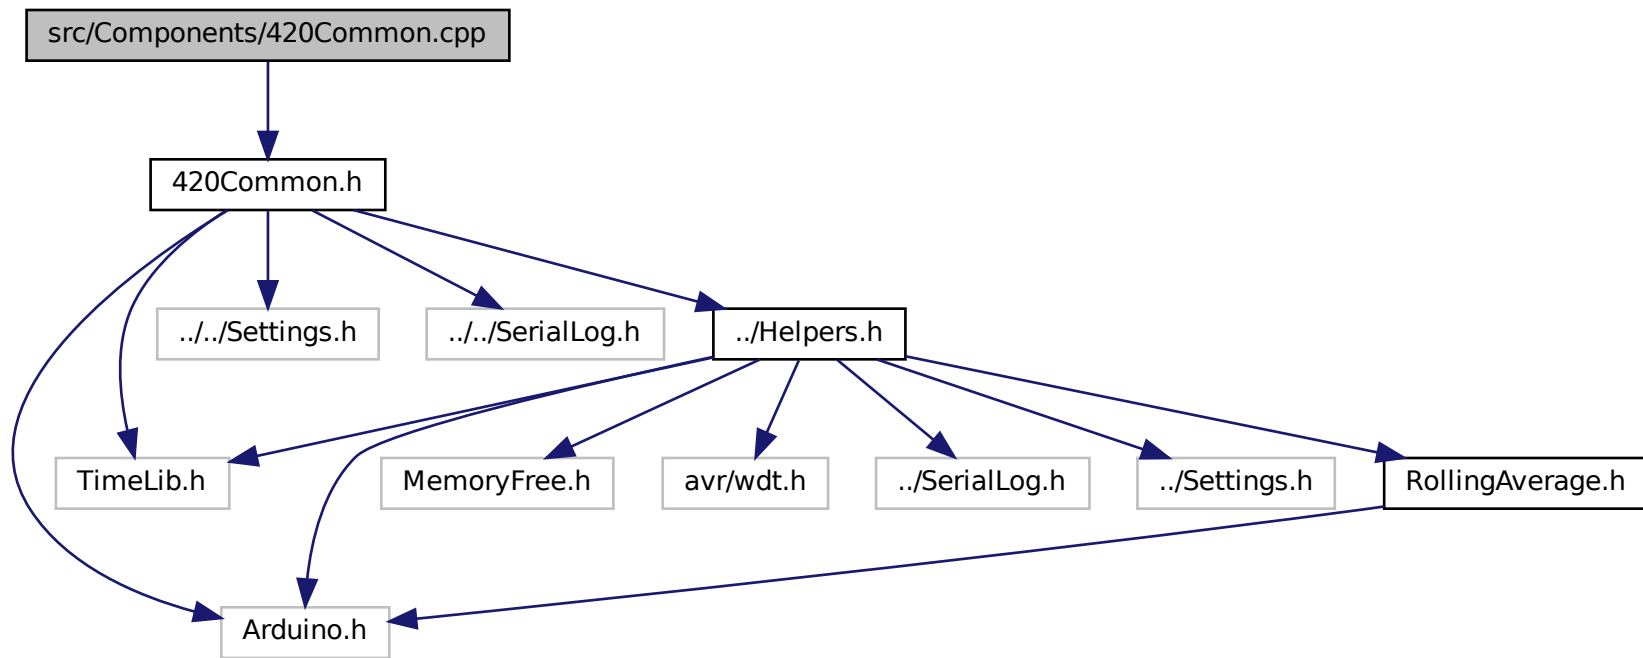 src/Components/420Common.cpp
420Common.h
../../Settings.h
../../SerialLog.h
../Helpers.h
TimeLib.h
MemoryFree.h
avr/wdt.h
../SerialLog.h
../Settings.h
RollingAverage.h
Arduino.h